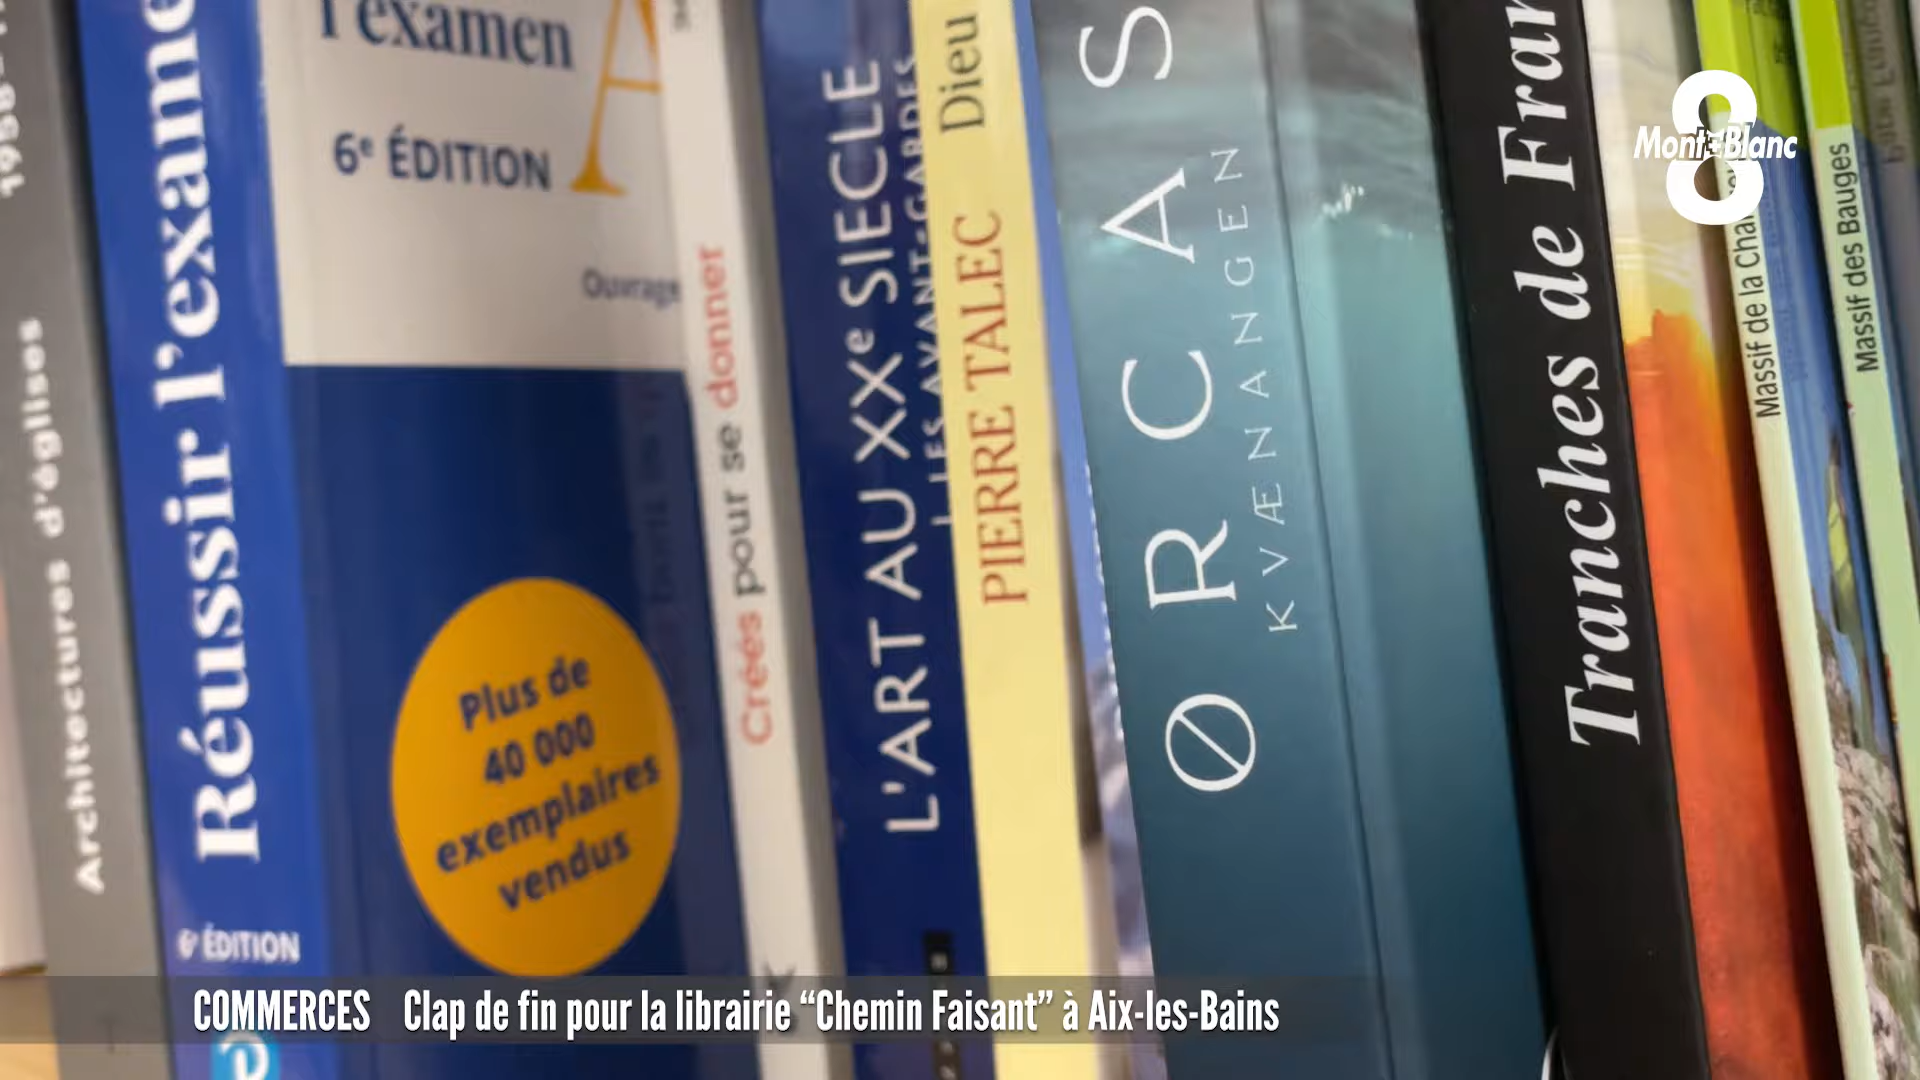 1958-
Architectures d'églises
Réussir l'exame
6e ÉDITION
l'examen
6e ÉDITION
Ouvrage
Plus de
40 000
exemplaires
vendus
Créés pour se donner
L'ART AU XXe SIECLE
LES AVANT-GARDES
PIERRE TALEC Dieu
ØRCAS
KVÆNANGEN
Tranches de Fran
Massif de la Cha
Massif des Bauges
8
Mont-Blanc
COMMERCES Clap de fin pour la librairie “Chemin Faisant” à Aix-les-Bains